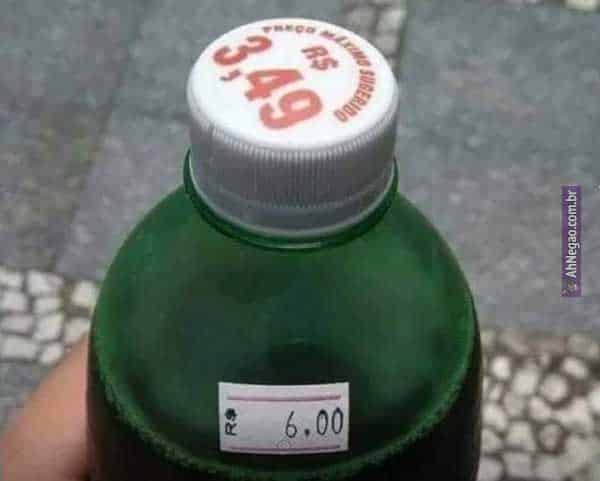 PREÇO MÁXIMO SUGERIDO
R$
3,49
R$ 6.00
AhNegao.com.br